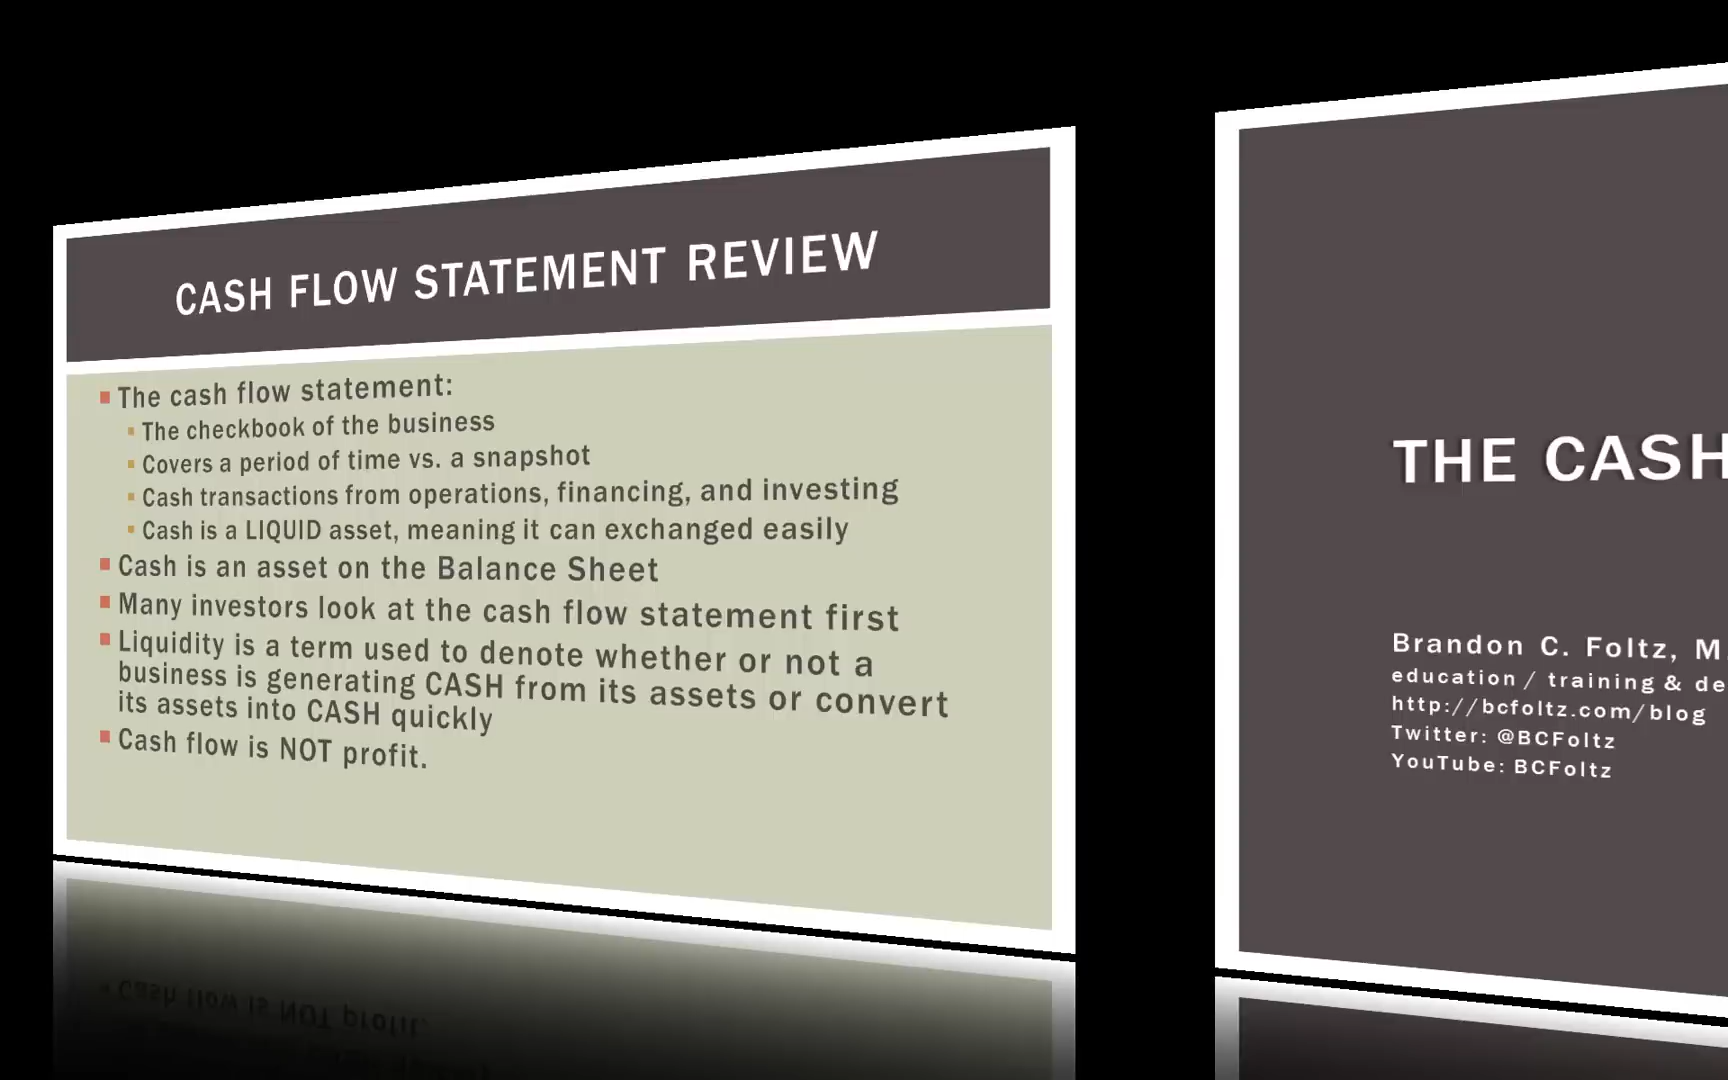 CASH FLOW STATEMENT REVIEW
The cash flow statement:
The checkbook of the business
Covers a period of time vs. a snapshot
Cash transactions from operations, financing, and investing
Cash is a LIQUID asset, meaning it can exchanged easily
Cash is an asset on the Balance Sheet
Many investors look at the cash flow statement first
Liquidity is a term used to denote whether or not a
business is generating CASH from its assets or convert
its assets into CASH quickly
Cash flow is NOT profit.
THE CASH
Brandon C. Foltz, M.
education / training & de
http://bcfoltz.com/blog
Twitter: @BCFoltz
YouTube: BCFoltz
Cash flow is NOT profit.